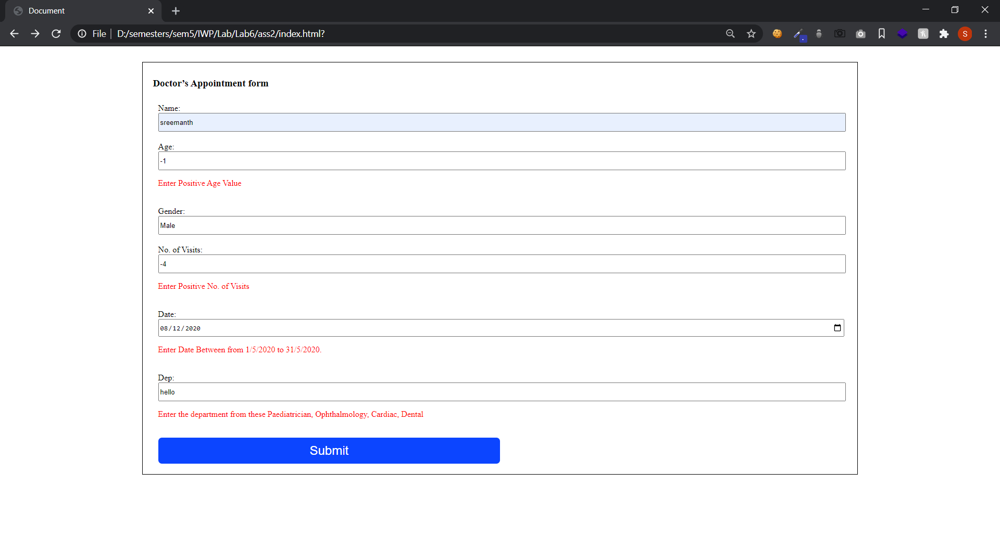 Document
File | D:/semesters/sem5/IWP/Lab/Lab6/ass2/index.html?
S
Doctor’s Appointment form
Name:
sreemanth
Age:
-1
Enter Positive Age Value
Gender:
Male
No. of Visits:
-4
Enter Positive No. of Visits
Date:
08/12/2020
Enter Date Between from 1/5/2020 to 31/5/2020.
Dep:
hello
Enter the department from these Paediatrician, Ophthalmology, Cardiac, Dental
Submit